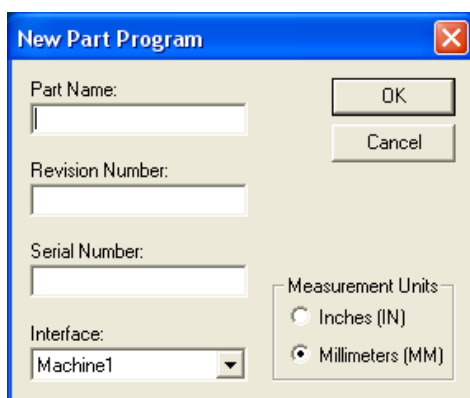 New Part Program
Part Name:
OK
Cancel
Revision Number:
Serial Number:
Measurement Units
Inches (IN)
Interface:
Millimeters (MM)
Machine1